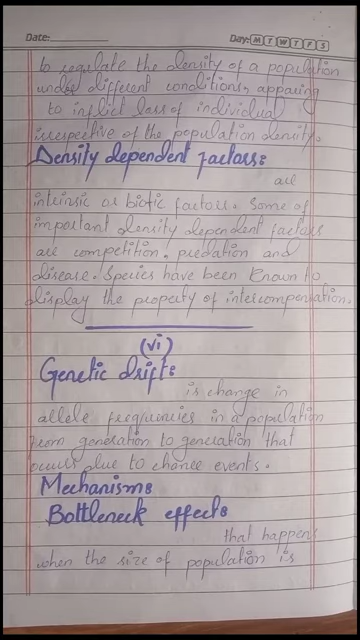 Date:
Day: M T W T F S
to regulate the density of a population
under different conditions, apparing
to inflict loss of individual
irrespective of the population density.
Density dependent factors:
are
intrinsic or biotic factors. Some of
important density dependent factors
are competition, predation and
disease. Species have been known to
display the property of intercompensation.
(vi)
Genetic drift:
is change in
allele frequencies in a population
from generation to generation that
occurs due to chance events.
Mechanism:
Bottleneck effect:
that happens
when the size of population is